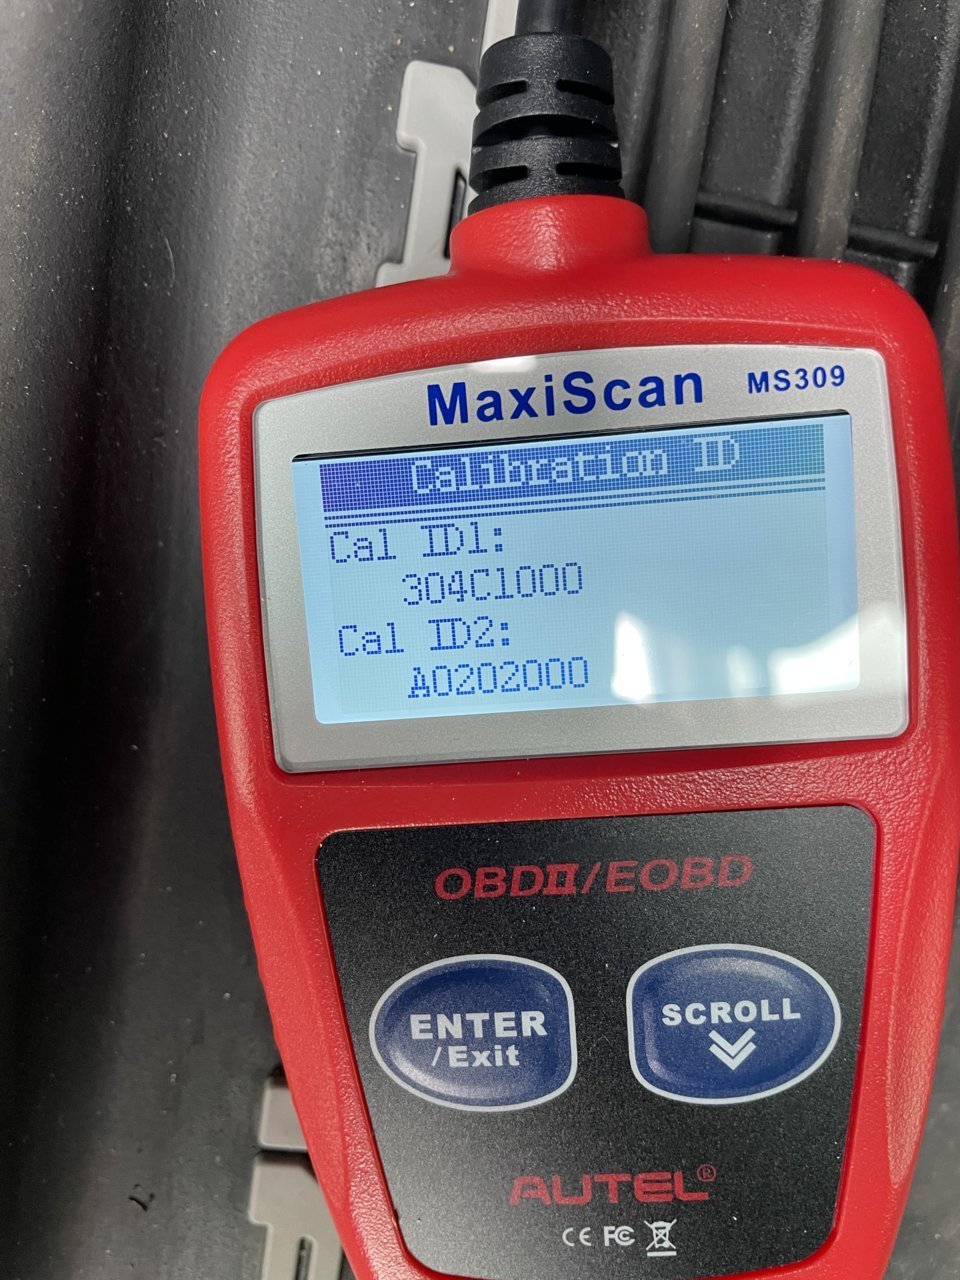 MaxiScan MS309
Calibration ID
Cal ID1:
304C1000
Cal ID2:
A0202000
OBDII/EOBD
ENTER
/Exit
SCROLL
AUTEL®
CE FC